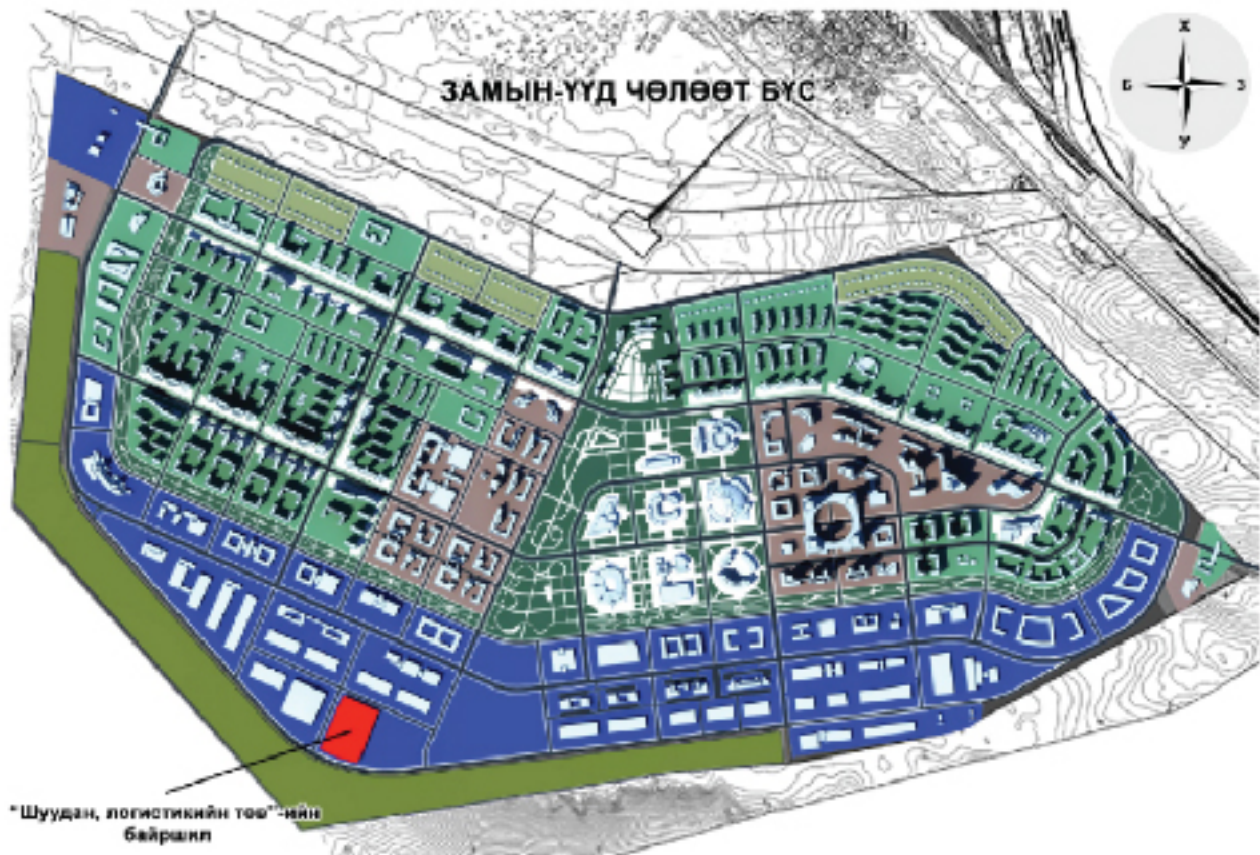 ЗАМЫН-ҮҮД ЧӨЛӨӨТ БҮС
Х
Б З
У
"Шуудан, логистикийн төв"-ийн
байршил